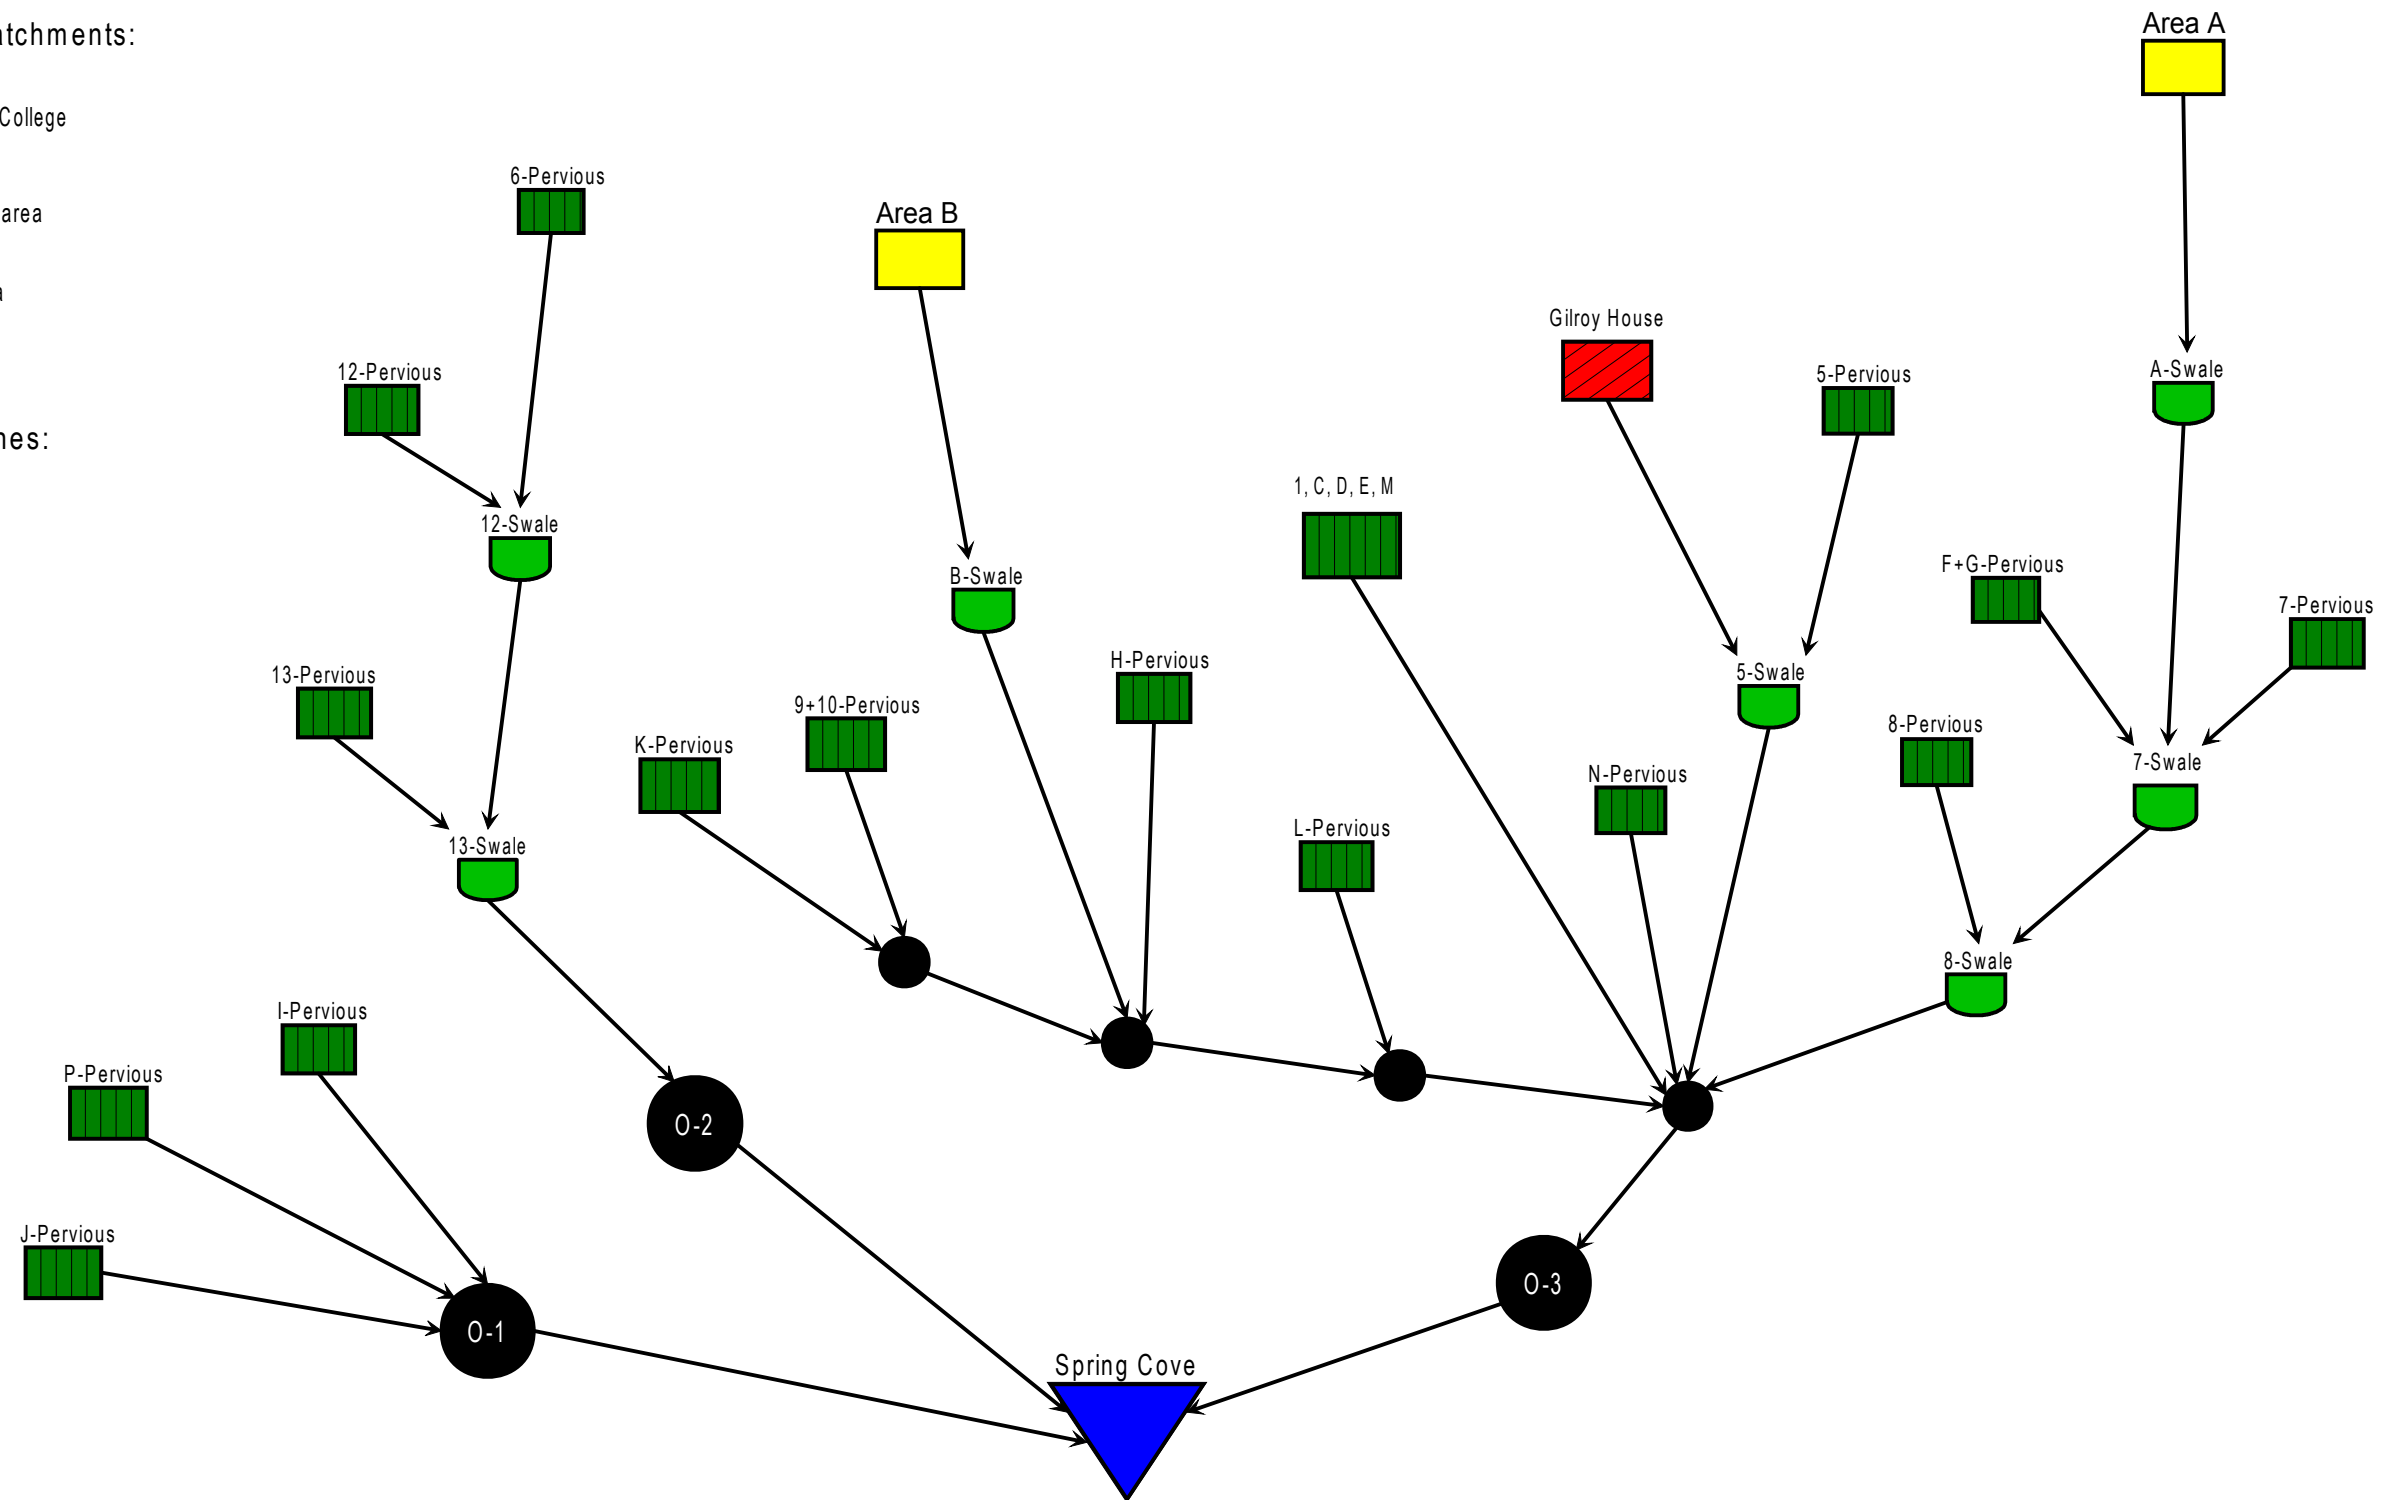 Area A
College
6-Pervious
area
Area B
Gilroy House
12-Pervious
5-Pervious
A-Swale
1, C, D, E, M
12-Swale
F+G-Pervious
B-Swale
7-Pervious
H-Pervious
13-Pervious
5-Swale
9+10-Pervious
8-Pervious
K-Pervious
7-Swale
N-Pervious
L-Pervious
13-Swale
8-Swale
I-Pervious
P-Pervious
O-2
J-Pervious
O-3
O-1
Spring Cove